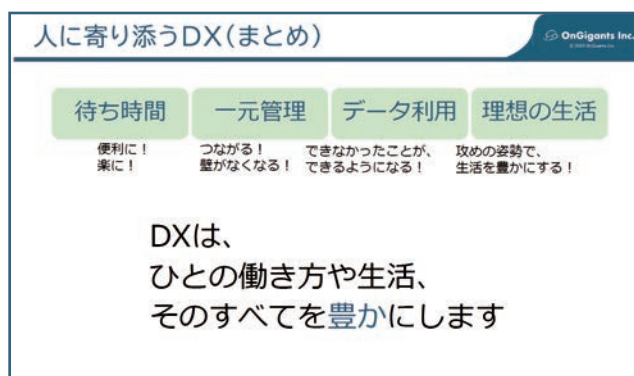 人に寄り添うDX(まとめ)
OnGigants Inc.
待ち時間
一元管理
データ利用
理想の生活
便利に！
楽に！
つながる！
壁がなくなる！
できなかったことが、
できるようになる！
攻めの姿勢で、
生活を豊かにする！
DXは、
ひとの働き方や生活、
そのすべてを豊かにします